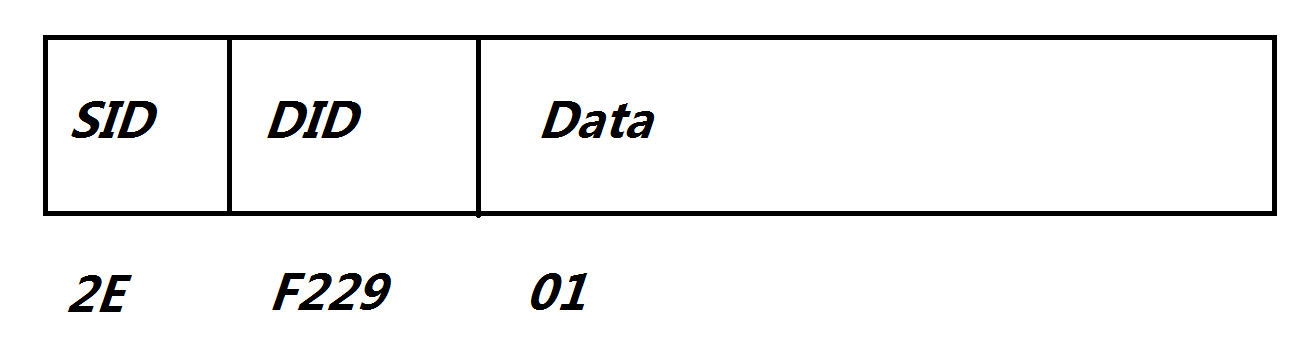 SID DID Data
2E F229 01